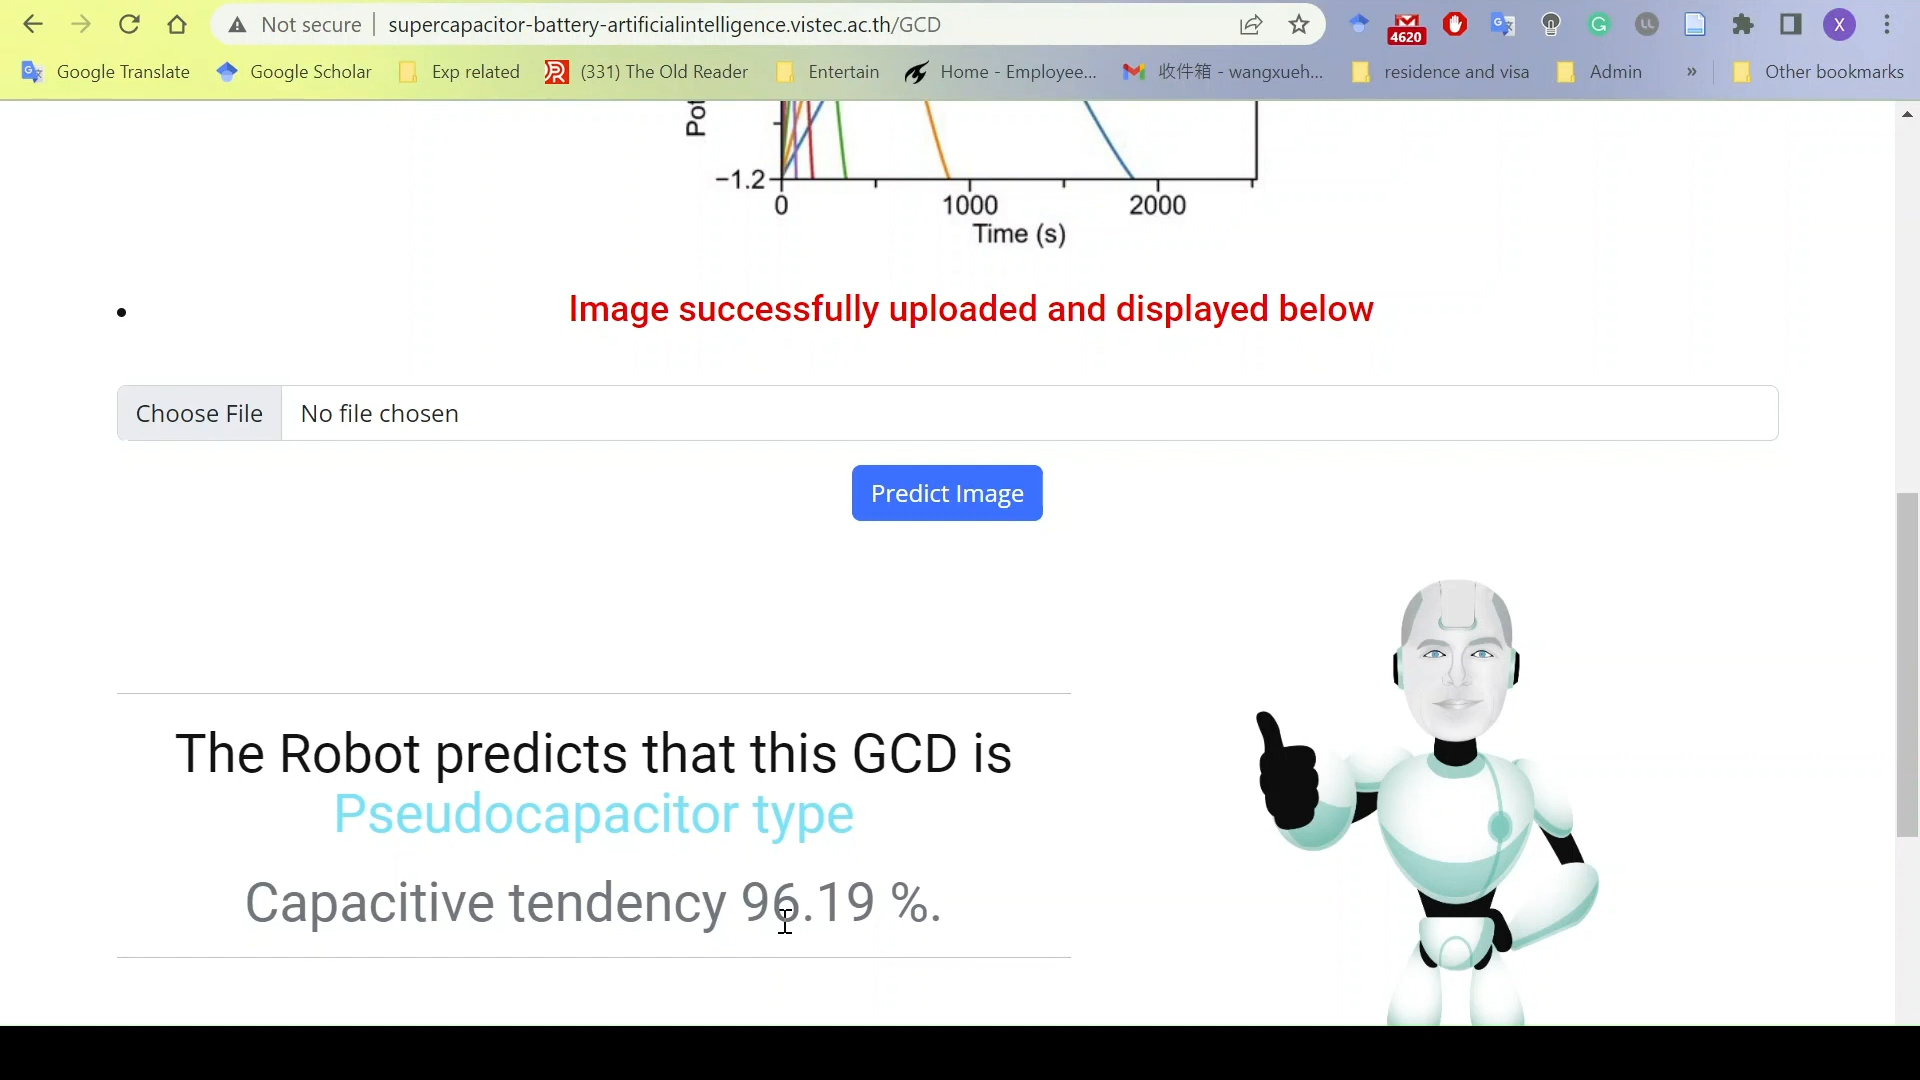 Not secure supercapacitor-battery-artificialintelligence.vistec.ac.th/GCD
4620
X
Google Translate Google Scholar Exp related (331) The Old Reader Entertain Home - Employee... 收件箱 - wangxueh... residence and visa Admin » Other bookmarks
Pot
−1.2
0 1000 2000
Time (s)
Image successfully uploaded and displayed below
Choose File No file chosen
Predict Image
The Robot predicts that this GCD is
Pseudocapacitor type
Capacitive tendency 96.19 %.